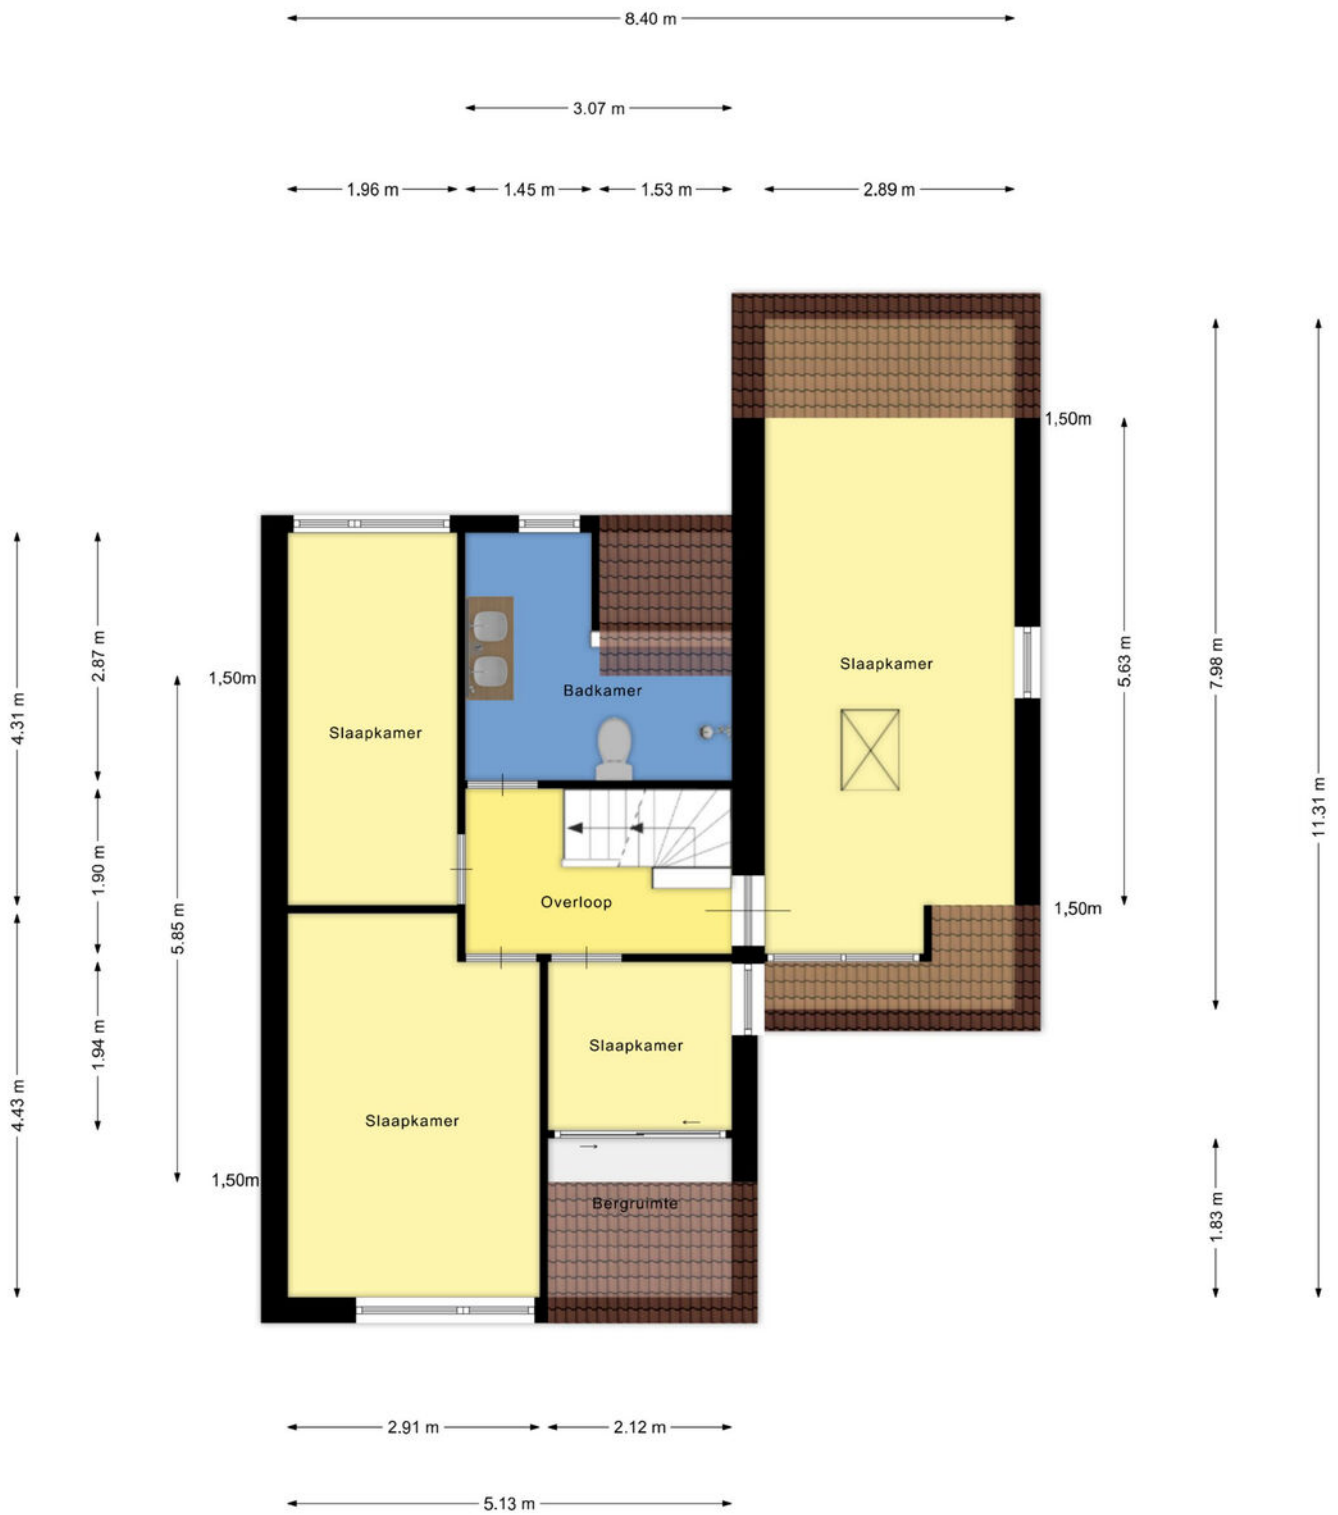 8.40 m
3.07 m
1.96 m
1.45 m
1.53 m
2.89 m
1,50m
4.31 m
2.87 m
1,50m
Slaapkamer
Badkamer
Slaapkamer
5.63 m
7.98 m
11.31 m
1.90 m
5.85 m
Overloop
1,50m
4.43 m
1.94 m
Slaapkamer
Slaapkamer
1,50m
Bergruimte
1.83 m
2.91 m
2.12 m
5.13 m